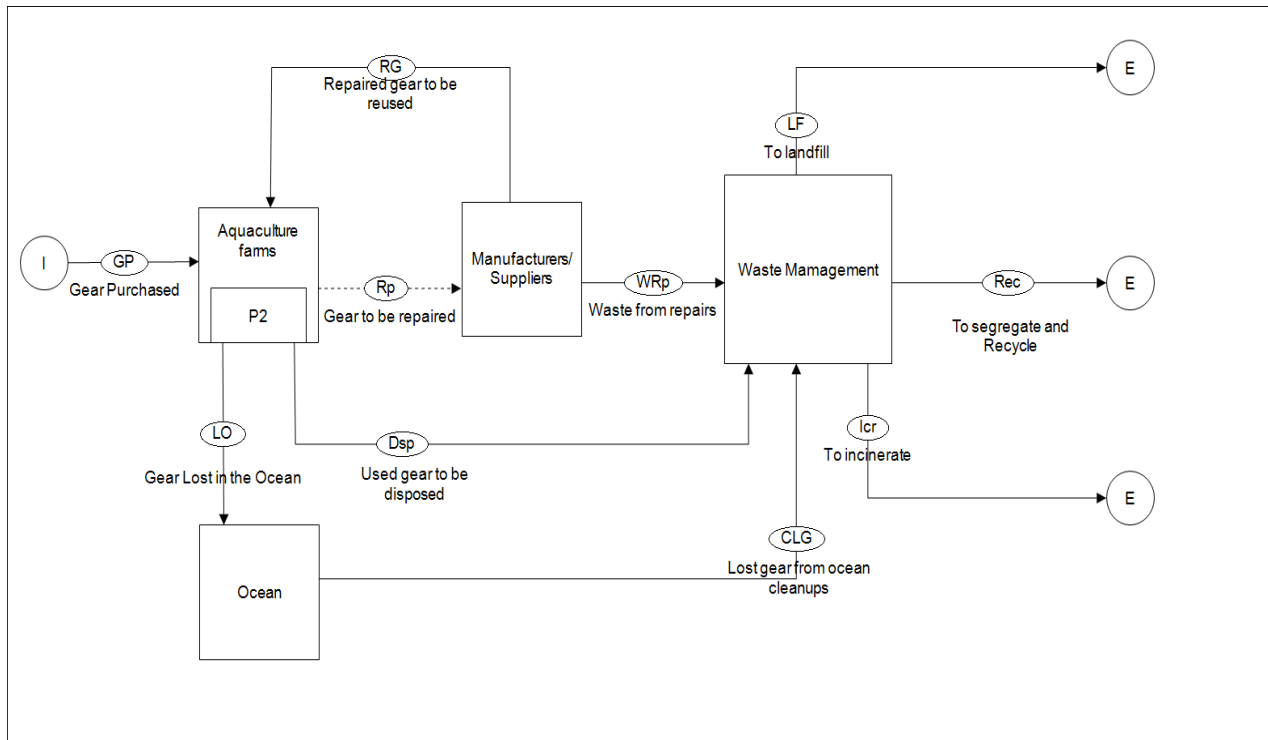 RG
Repaired gear to be
reused
E
LF
To landfill
Aquaculture
farms
Manufacturers/
Suppliers
Waste Mamagement
I
GP
Gear Purchased
Rp
Gear to be repaired
WRp
Waste from repairs
Rec
E
To segregate and
Recycle
P2
LO
Gear Lost in the Ocean
Dsp
Used gear to be
disposed
Icr
To incinerate
E
CLG
Lost gear from ocean
cleanups
Ocean